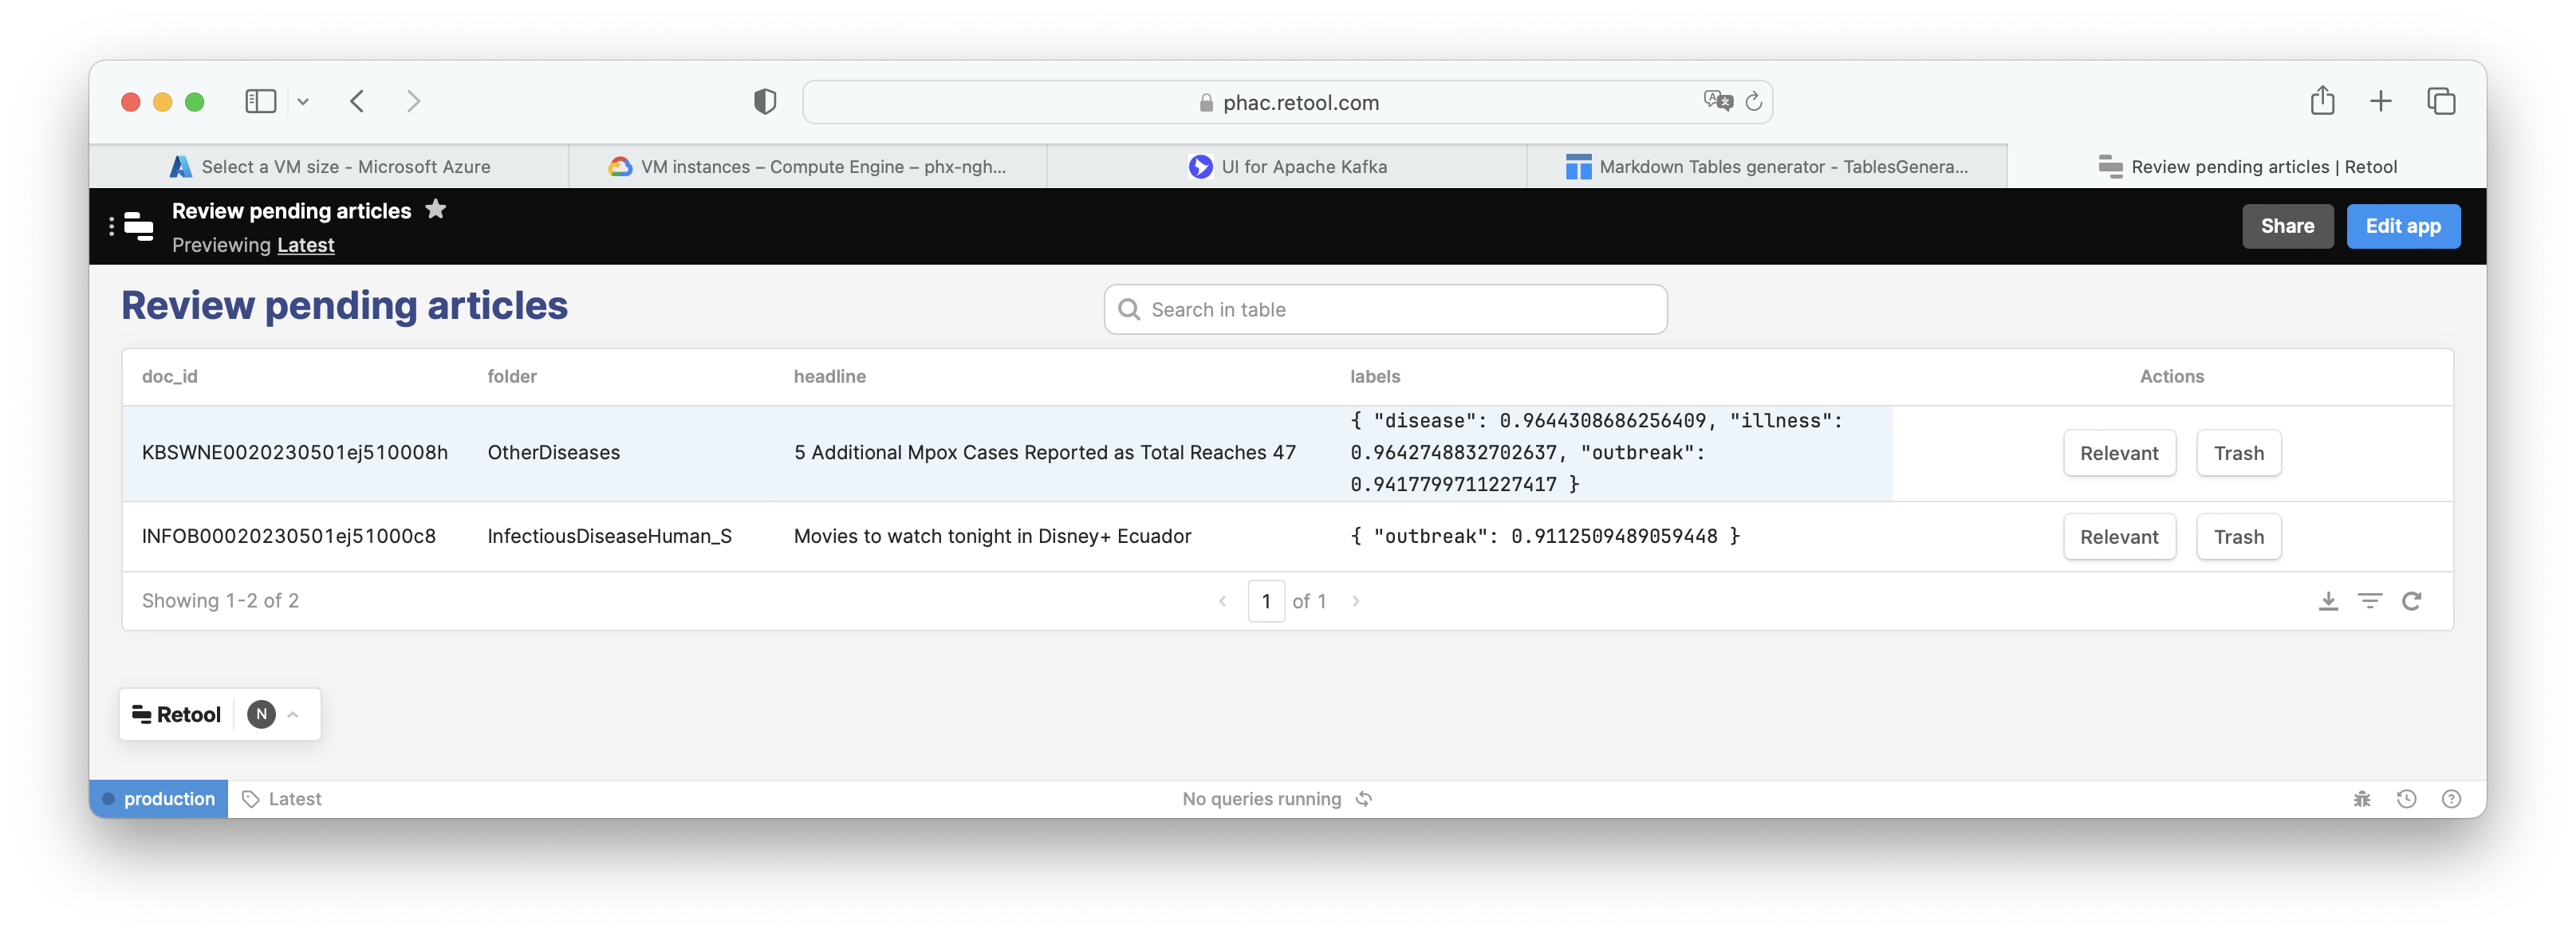 phac.retool.com
Select a VM size - Microsoft Azure
VM instances – Compute Engine – phx-ngh...
UI for Apache Kafka
Markdown Tables generator - TablesGenera...
Review pending articles | Retool
Review pending articles
Previewing Latest
Share
Edit app
Review pending articles
Search in table
doc_id folder headline labels Actions
{ "disease": 0.9644308686256409, "illness":
KBSWNE0020230501ej510008h OtherDiseases 5 Additional Mpox Cases Reported as Total Reaches 47 0.9642748832702637, "outbreak": Relevant Trash
0.9417799711227417 }
INFOB00020230501ej51000c8 InfectiousDiseaseHuman_S Movies to watch tonight in Disney+ Ecuador { "outbreak": 0.9112509489059448 } Relevant Trash
Showing 1-2 of 2 1 of 1
Retool N
production Latest No queries running